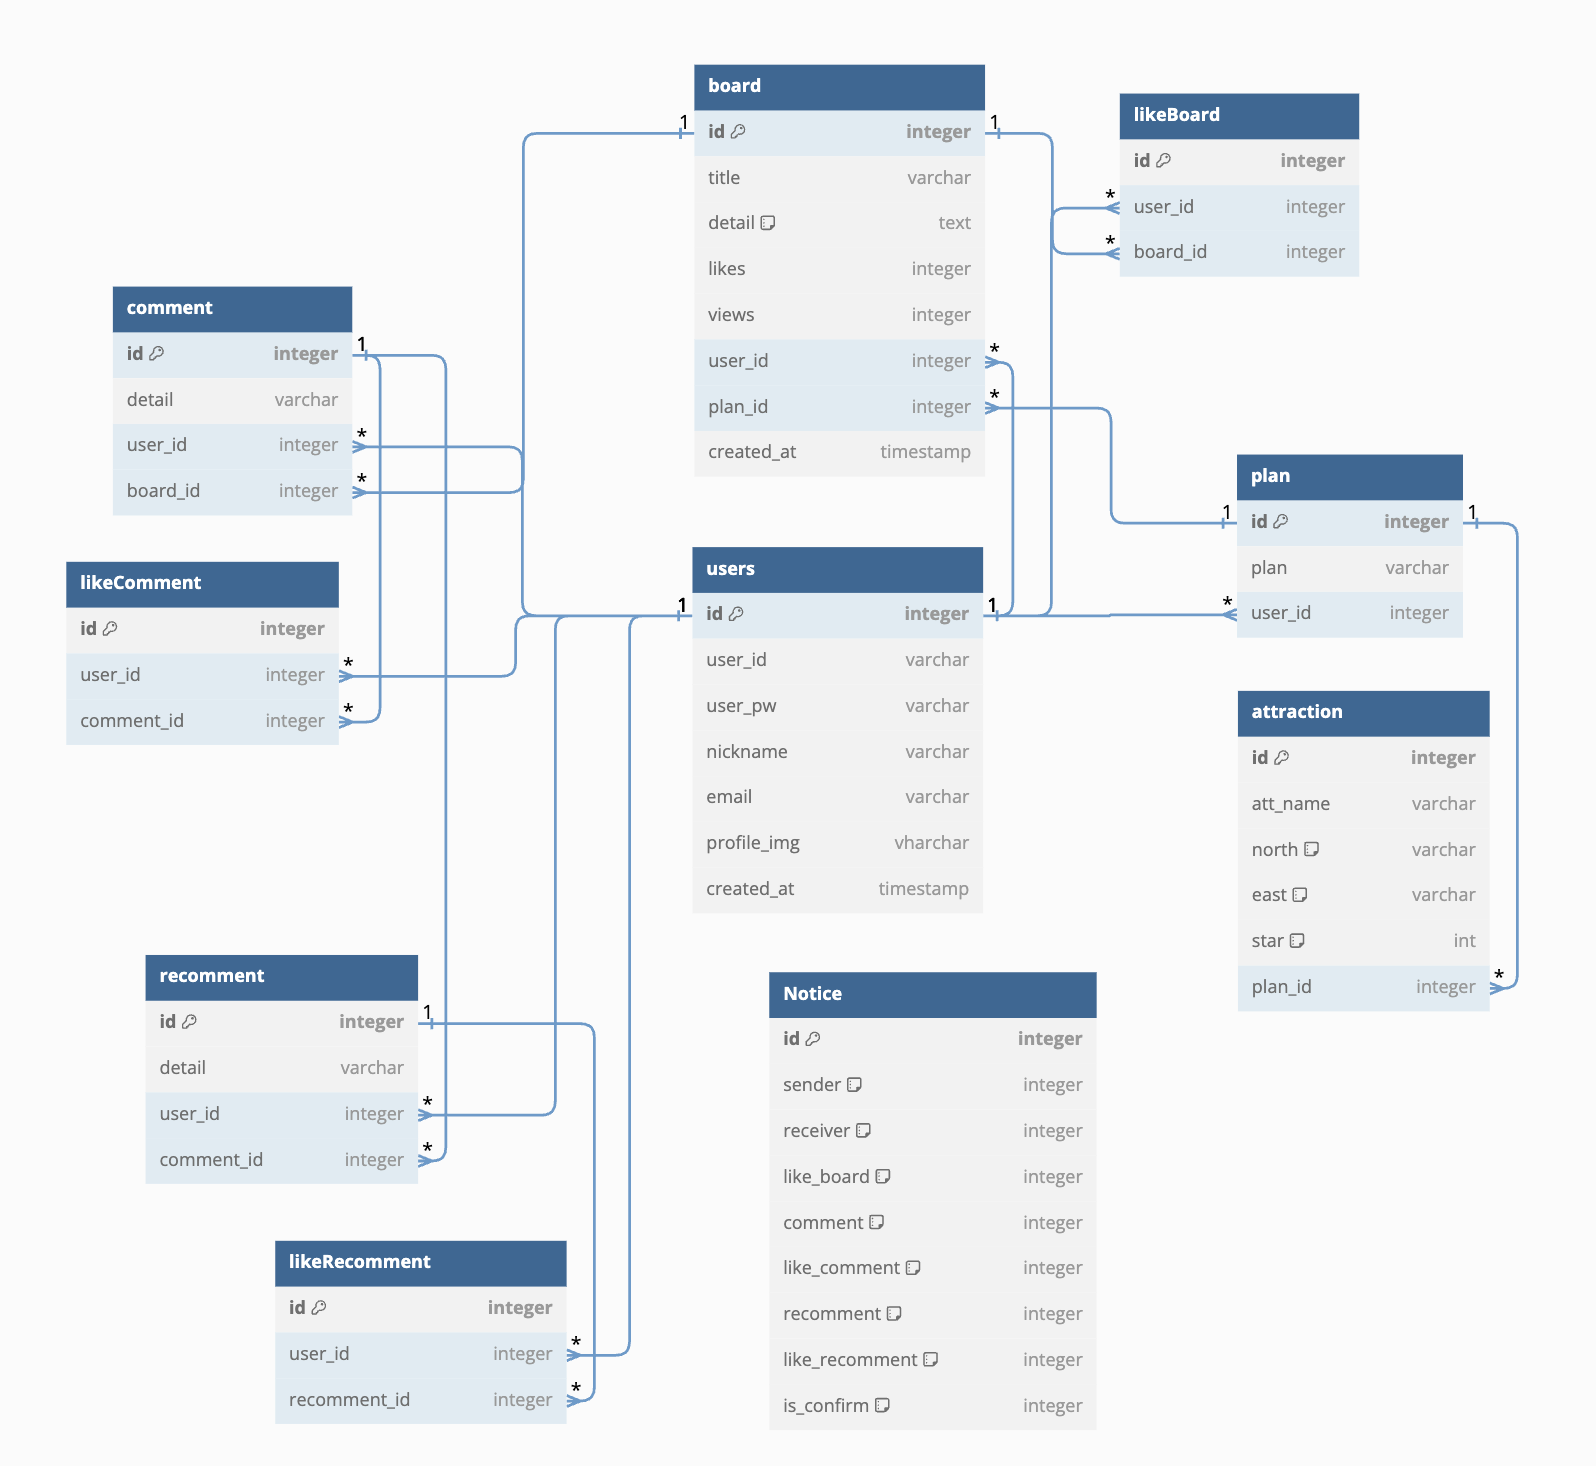 board
id integer
title varchar
detail text
likes integer
views integer
user_id integer
plan_id integer
created_at timestamp
1
1
*
*
likeBoard
id integer
user_id integer
board_id integer
*
*
comment
id integer
detail varchar
user_id integer
board_id integer
1
*
*
likeComment
id integer
user_id integer
comment_id integer
*
*
users
id integer
user_id varchar
user_pw varchar
nickname varchar
email varchar
profile_img vharchar
created_at timestamp
1
1
plan
id integer
plan varchar
user_id integer
1
1
*
attraction
id integer
att_name varchar
north varchar
east varchar
star int
plan_id integer
*
recomment
id integer
detail varchar
user_id integer
comment_id integer
1
*
*
Notice
id integer
sender integer
receiver integer
like_board integer
comment integer
like_comment integer
recomment integer
like_recomment integer
is_confirm integer
likeRecomment
id integer
user_id integer
recomment_id integer
*
*